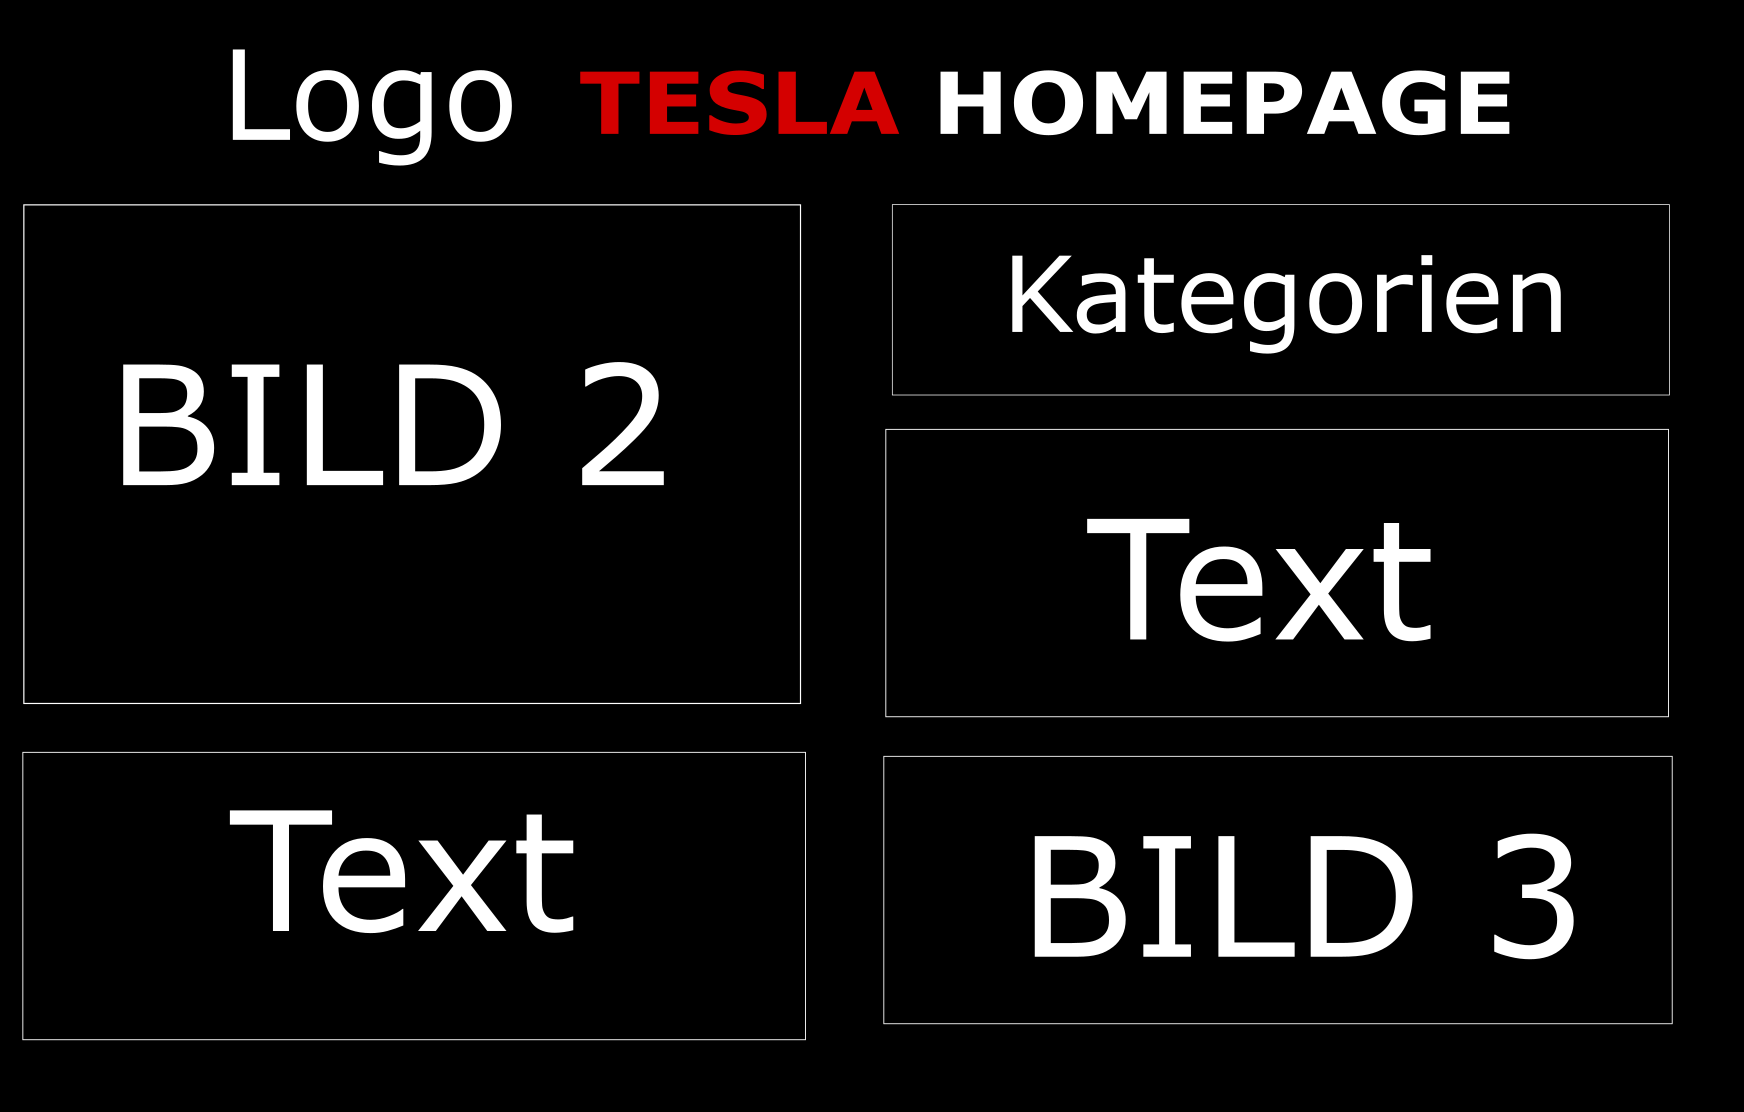 Logo TESLA HOMEPAGE
BILD 2
Kategorien
Text
Text
BILD 3